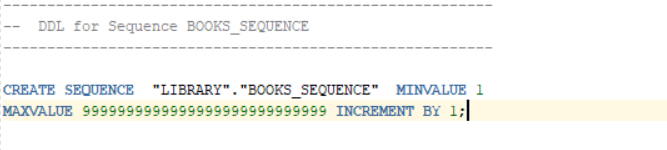 --------------------------------------------------------
--  DDL for Sequence BOOKS_SEQUENCE
--------------------------------------------------------
CREATE SEQUENCE  "LIBRARY"."BOOKS_SEQUENCE"  MINVALUE 1
MAXVALUE 9999999999999999999999999999 INCREMENT BY 1;